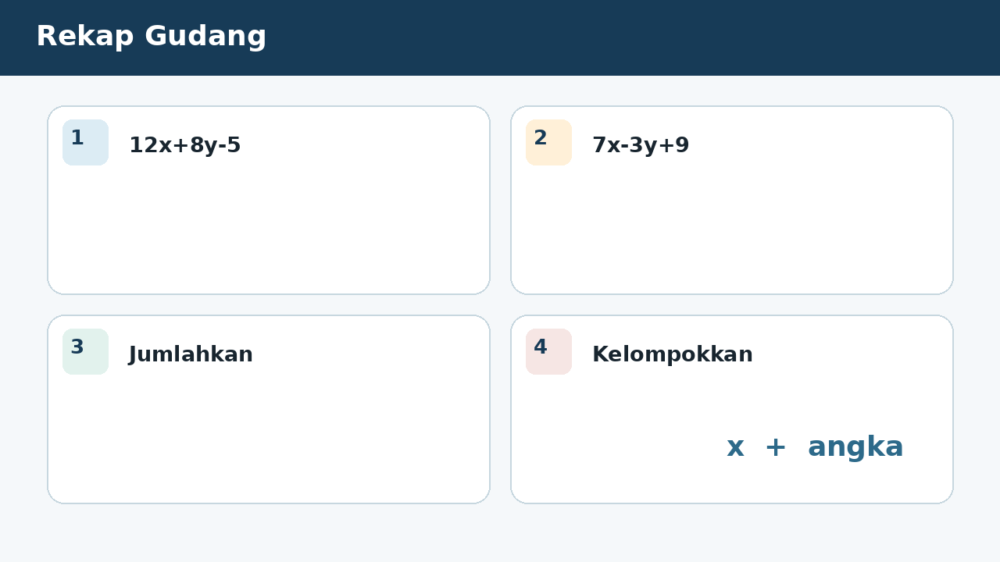 Rekap Gudang
1
12x+8y-5
2
7x-3y+9
3
Jumlahkan
4
Kelompokkan
x + angka